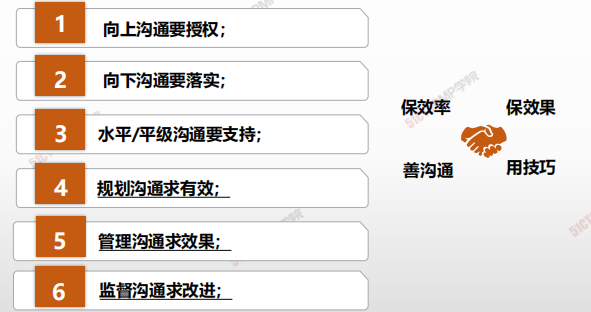 1 向上沟通要授权；
2 向下沟通要落实；
3 水平/平级沟通要支持；
4 规划沟通求有效；
5 管理沟通求效果；
6 监督沟通求改进；
保效率 保效果
善沟通 用技巧